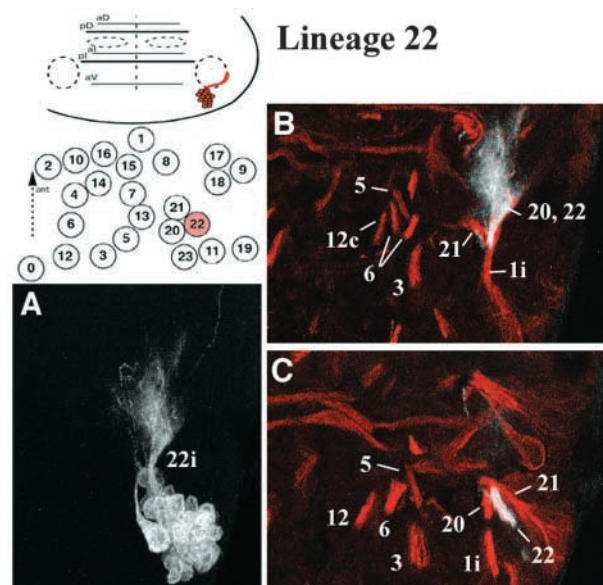 Lineage 22
aD
pD
aI
pI
aV
1
2 10 16 15 8 17 9
4 14 7 18
6 13 21 22
5 20
0 12 3 23 11 19
ant
A
22i
B
5
12c
6
3
21
20, 22
1i
C
5
12
6
3
20
1i
21
22